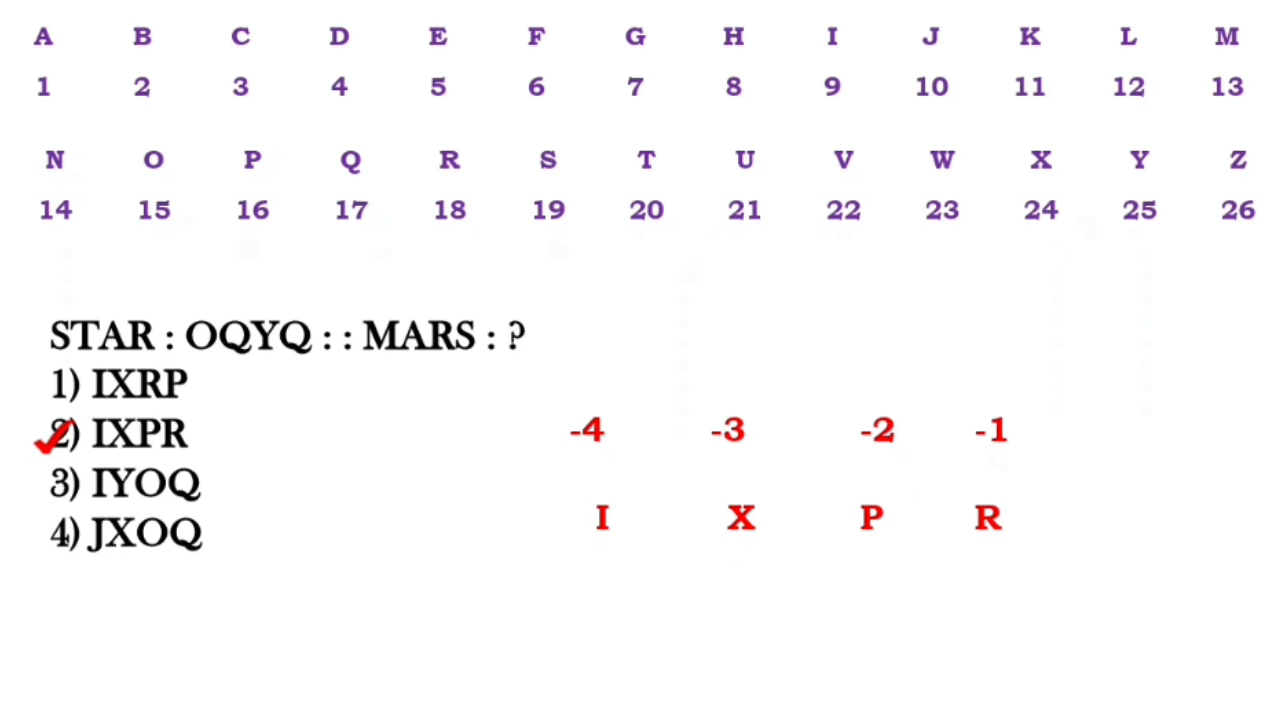 A B C D E F G H I J K L M
1 2 3 4 5 6 7 8 9 10 11 12 13
N O P Q R S T U V W X Y Z
14 15 16 17 18 19 20 21 22 23 24 25 26
STAR : OQYQ : : MARS : ?
1) IXRP
2) IXPR -4 -3 -2 -1
3) IYOQ
I X P R
4) JXOQ